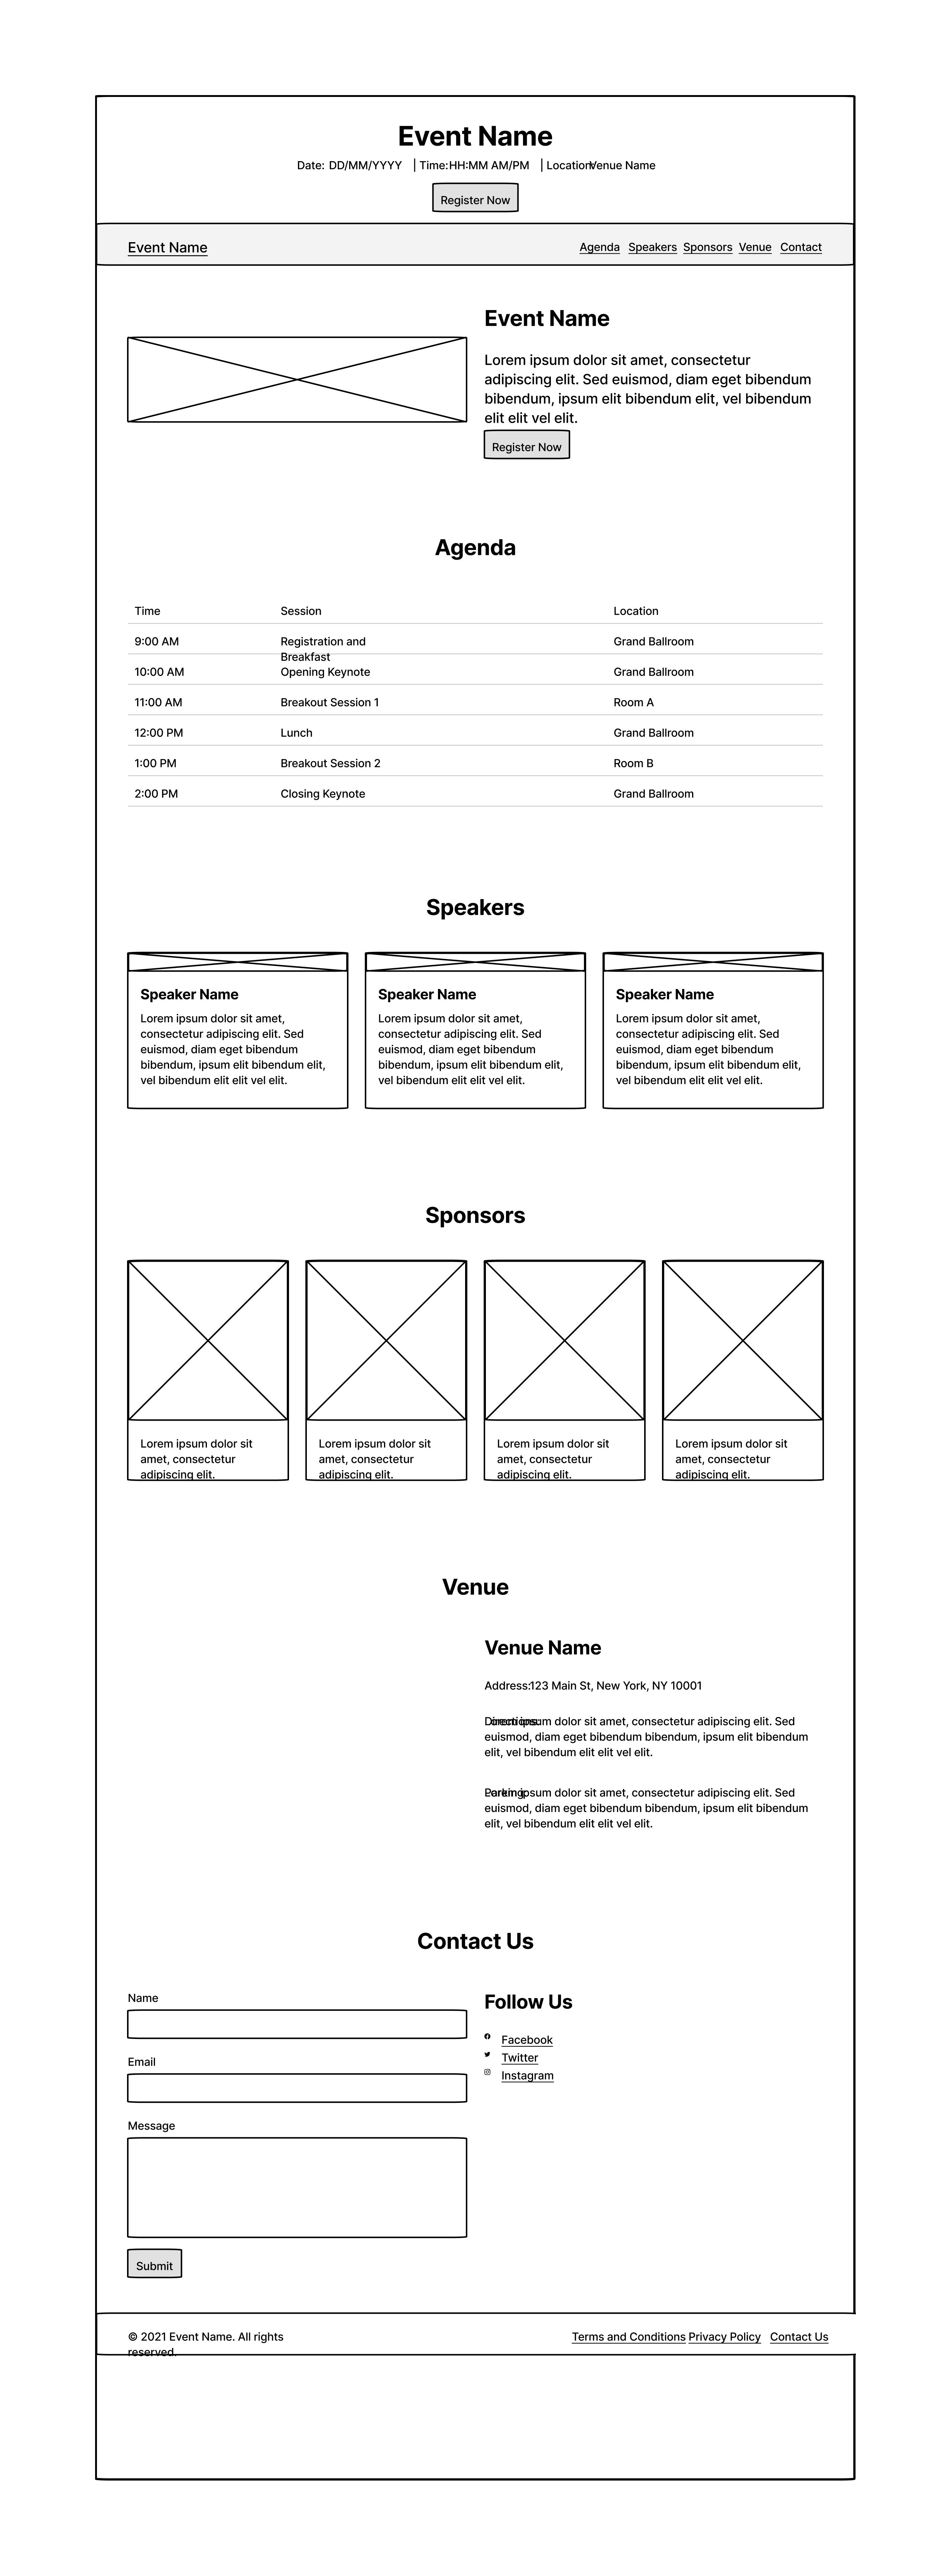 Event Name
Date: DD/MM/YYYY | Time: HH:MM AM/PM | Location: Venue Name
Register Now
Event Name Agenda Speakers Sponsors Venue Contact
Event Name
Lorem ipsum dolor sit amet, consectetur
adipiscing elit. Sed euismod, diam eget bibendum
bibendum, ipsum elit bibendum elit, vel bibendum
elit elit vel elit.
Register Now
Agenda
Time Session Location
9:00 AM Registration and Grand Ballroom
Breakfast
10:00 AM Opening Keynote Grand Ballroom
11:00 AM Breakout Session 1 Room A
12:00 PM Lunch Grand Ballroom
1:00 PM Breakout Session 2 Room B
2:00 PM Closing Keynote Grand Ballroom
Speakers
Speaker Name
Lorem ipsum dolor sit amet,
consectetur adipiscing elit. Sed
euismod, diam eget bibendum
bibendum, ipsum elit bibendum elit,
vel bibendum elit elit vel elit.
Speaker Name
Lorem ipsum dolor sit amet,
consectetur adipiscing elit. Sed
euismod, diam eget bibendum
bibendum, ipsum elit bibendum elit,
vel bibendum elit elit vel elit.
Speaker Name
Lorem ipsum dolor sit amet,
consectetur adipiscing elit. Sed
euismod, diam eget bibendum
bibendum, ipsum elit bibendum elit,
vel bibendum elit elit vel elit.
Sponsors
Lorem ipsum dolor sit
amet, consectetur
adipiscing elit.
Lorem ipsum dolor sit
amet, consectetur
adipiscing elit.
Lorem ipsum dolor sit
amet, consectetur
adipiscing elit.
Lorem ipsum dolor sit
amet, consectetur
adipiscing elit.
Venue
Venue Name
Address: 123 Main St, New York, NY 10001
Directions: Lorem ipsum dolor sit amet, consectetur adipiscing elit. Sed
euismod, diam eget bibendum bibendum, ipsum elit bibendum
elit, vel bibendum elit elit vel elit.
Parking: Lorem ipsum dolor sit amet, consectetur adipiscing elit. Sed
euismod, diam eget bibendum bibendum, ipsum elit bibendum
elit, vel bibendum elit elit vel elit.
Contact Us
Name
Email
Message
Submit
Follow Us
Facebook
Twitter
Instagram
© 2021 Event Name. All rights
reserved.
Terms and Conditions Privacy Policy Contact Us